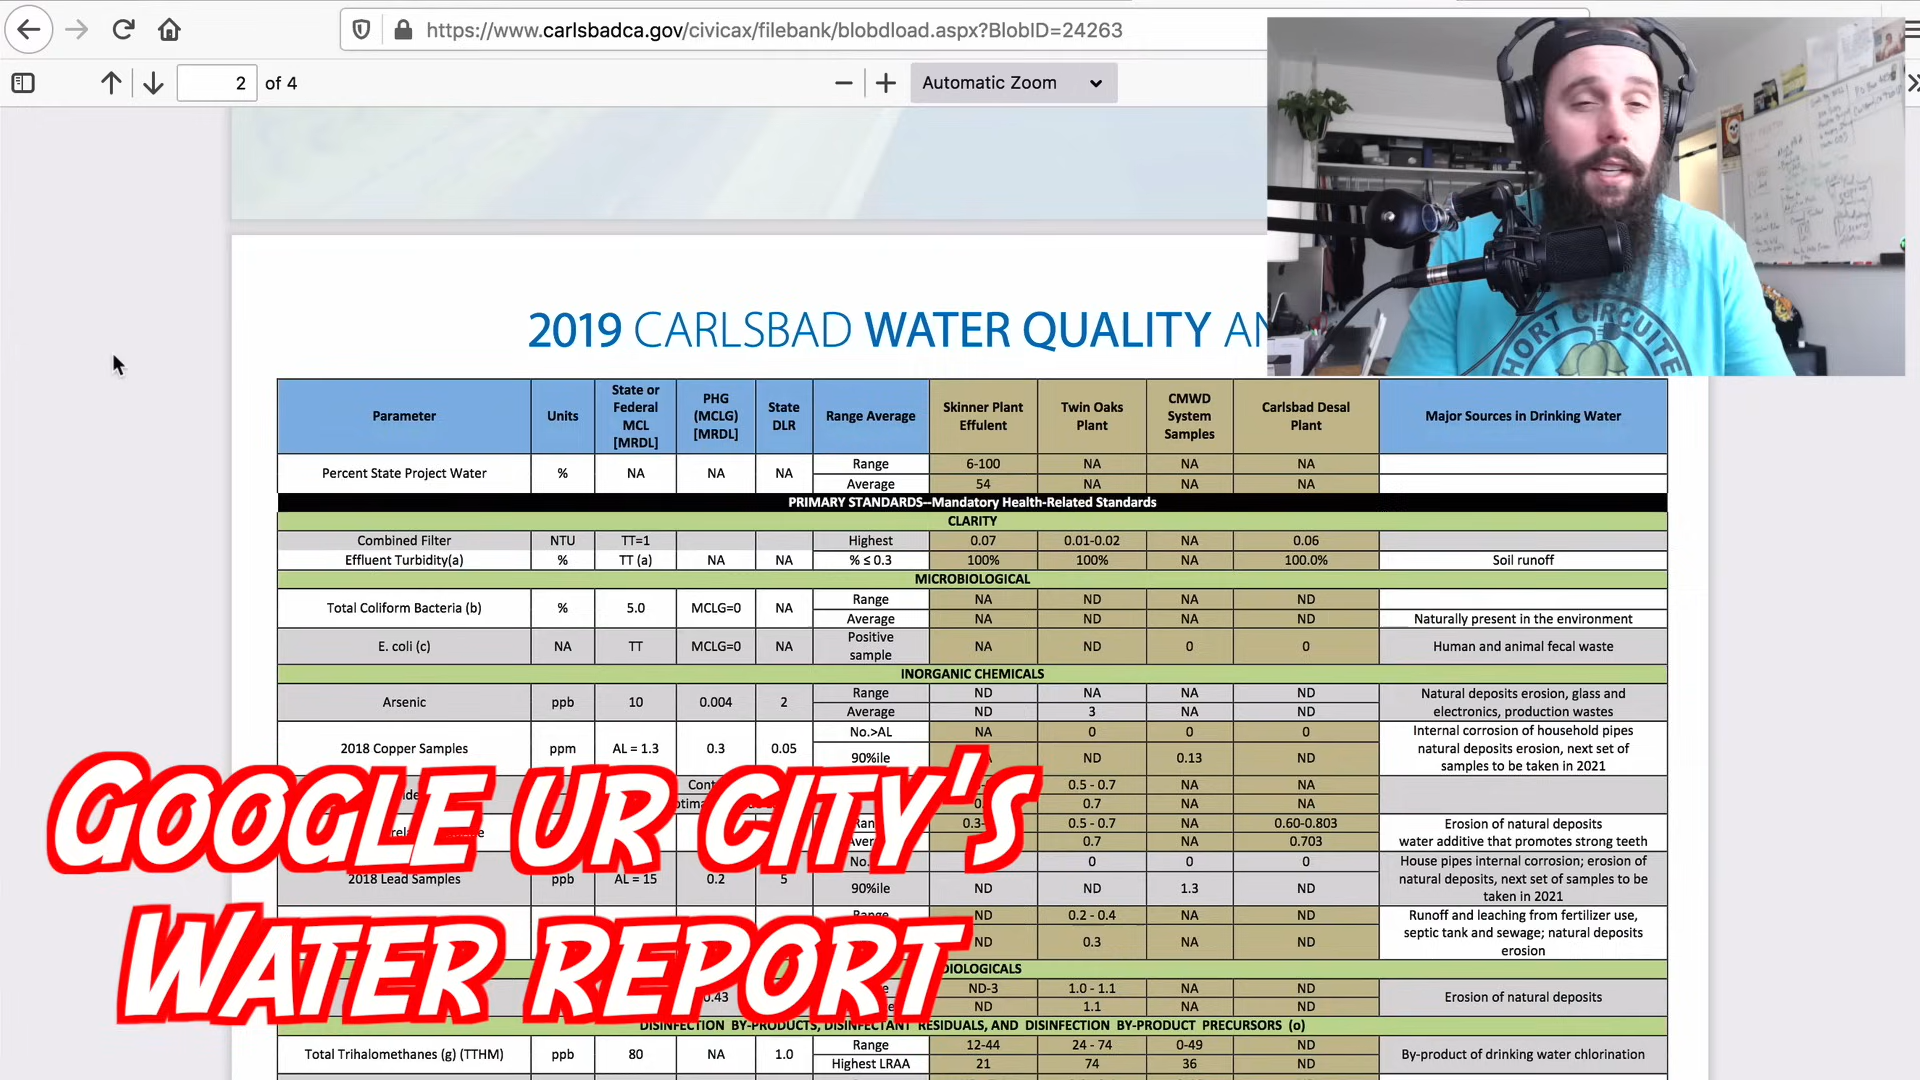 https://www.carlsbadca.gov/civicax/filebank/blobdload.aspx?BlobID=24263
2 of 4
Automatic Zoom
HORT CIRCUITE
2019 CARLSBAD WATER QUALITY AN
Parameter Units State or Federal MCL [MRDL] PHG (MCLG) [MRDL] State DLR Range Average Skinner Plant Effulent Twin Oaks Plant CMWD System Samples Carlsbad Desal Plant Major Sources in Drinking Water
Percent State Project Water % NA NA NA Range 6-100 NA NA NA
Average 54 NA NA NA
PRIMARY STANDARDS--Mandatory Health-Related Standards
CLARITY
Combined Filter NTU TT=1 Highest 0.07 0.01-0.02 NA 0.06
Effluent Turbidity(a) % TT (a) NA NA % ≤ 0.3 100% 100% NA 100.0% Soil runoff
MICROBIOLOGICAL
Total Coliform Bacteria (b) % 5.0 MCLG=0 NA Range NA ND NA ND
Average NA ND NA ND Naturally present in the environment
E. coli (c) NA TT MCLG=0 NA Positive sample NA ND 0 0 Human and animal fecal waste
INORGANIC CHEMICALS
Arsenic ppb 10 0.004 2 Range ND NA NA ND Natural deposits erosion, glass and
Average ND 3 NA ND electronics, production wastes
2018 Copper Samples ppm AL = 1.3 0.3 0.05 No.>AL NA 0 0 0 Internal corrosion of household pipes
90%ile ND 0.13 ND natural deposits erosion, next set of samples to be taken in 2021
0.5 - 0.7 NA NA
0.7 NA NA
0.5 - 0.7 NA 0.60-0.803 Erosion of natural deposits
0.7 NA 0.703 water additive that promotes strong teeth
2018 Lead Samples ppb AL = 15 0.2 5 0 0 0 House pipes internal corrosion; erosion of
90%ile ND ND 1.3 ND natural deposits, next set of samples to be taken in 2021
Range ND 0.2 - 0.4 NA ND Runoff and leaching from fertilizer use,
ND 0.3 NA ND septic tank and sewage; natural deposits erosion
DIOLOGICALS
0.43 ND-3 1.0 - 1.1 NA ND Erosion of natural deposits
ND 1.1 NA ND
DISINFECTION BY-PRODUCTS, DISINFECTANT RESIDUALS, AND DISINFECTION BY-PRODUCT PRECURSORS (o)
Total Trihalomethanes (g) (TTHM) ppb 80 NA 1.0 Range 12-44 24 - 74 0-49 ND By-product of drinking water chlorination
Highest LRAA 21 74 36 ND
GOOGLE UR CITY'S
WATER REPORT